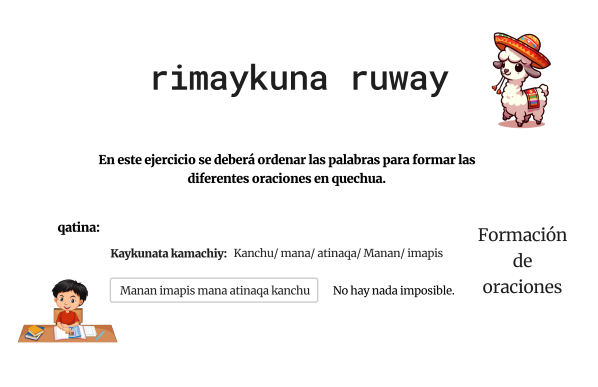 rimaykuna ruway
En este ejercicio se deberá ordenar las palabras para formar las
diferentes oraciones en quechua.
qatina:
Kaykunata kamachiy: Kanchu/ mana/ atinaqa/ Manan/ imapis
Manan imapis mana atinaqa kanchu
No hay nada imposible.
Formación
de
oraciones